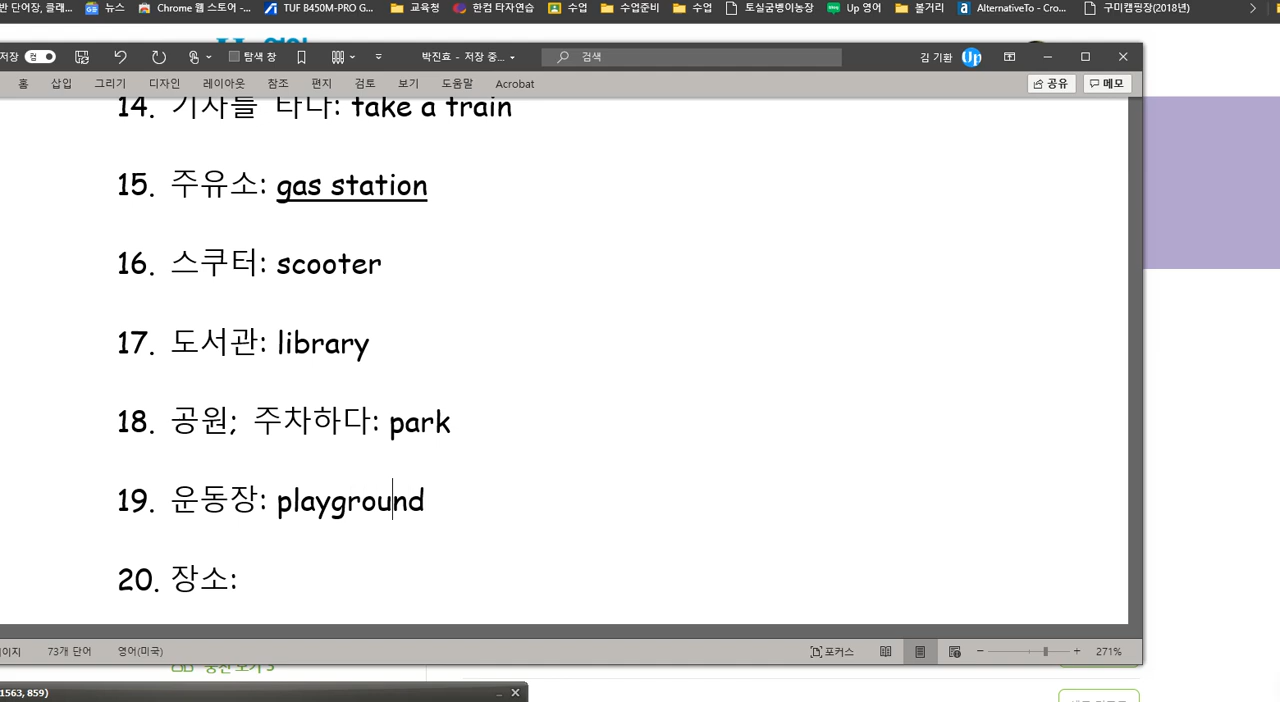 반 단어장, 클래... 뉴스 Chrome 웹 스토어 -... TUF B450M-PRO G... 교육청 한컴 타자연습 수업 수업준비 수업 토실궁뱅이농장 Up 영어 볼거리 AlternativeTo - Cro... 구미캠핑장(2018년)
저장 컴 탐색 창 박진효 - 저장 중... 검색 김 기환 Up
홈 삽입 그리기 레이아웃 참조 편지 검토 보기 도움말 Acrobat 공유 메모
14. 기차를 타다: take a train
15. 주유소: gas station
16. 스쿠터: scooter
17. 도서관: library
18. 공원; 주차하다: park
19. 운동장: playground
20. 장소:
73개 단어 영어(미국) 포커스 271%
1563, 859)